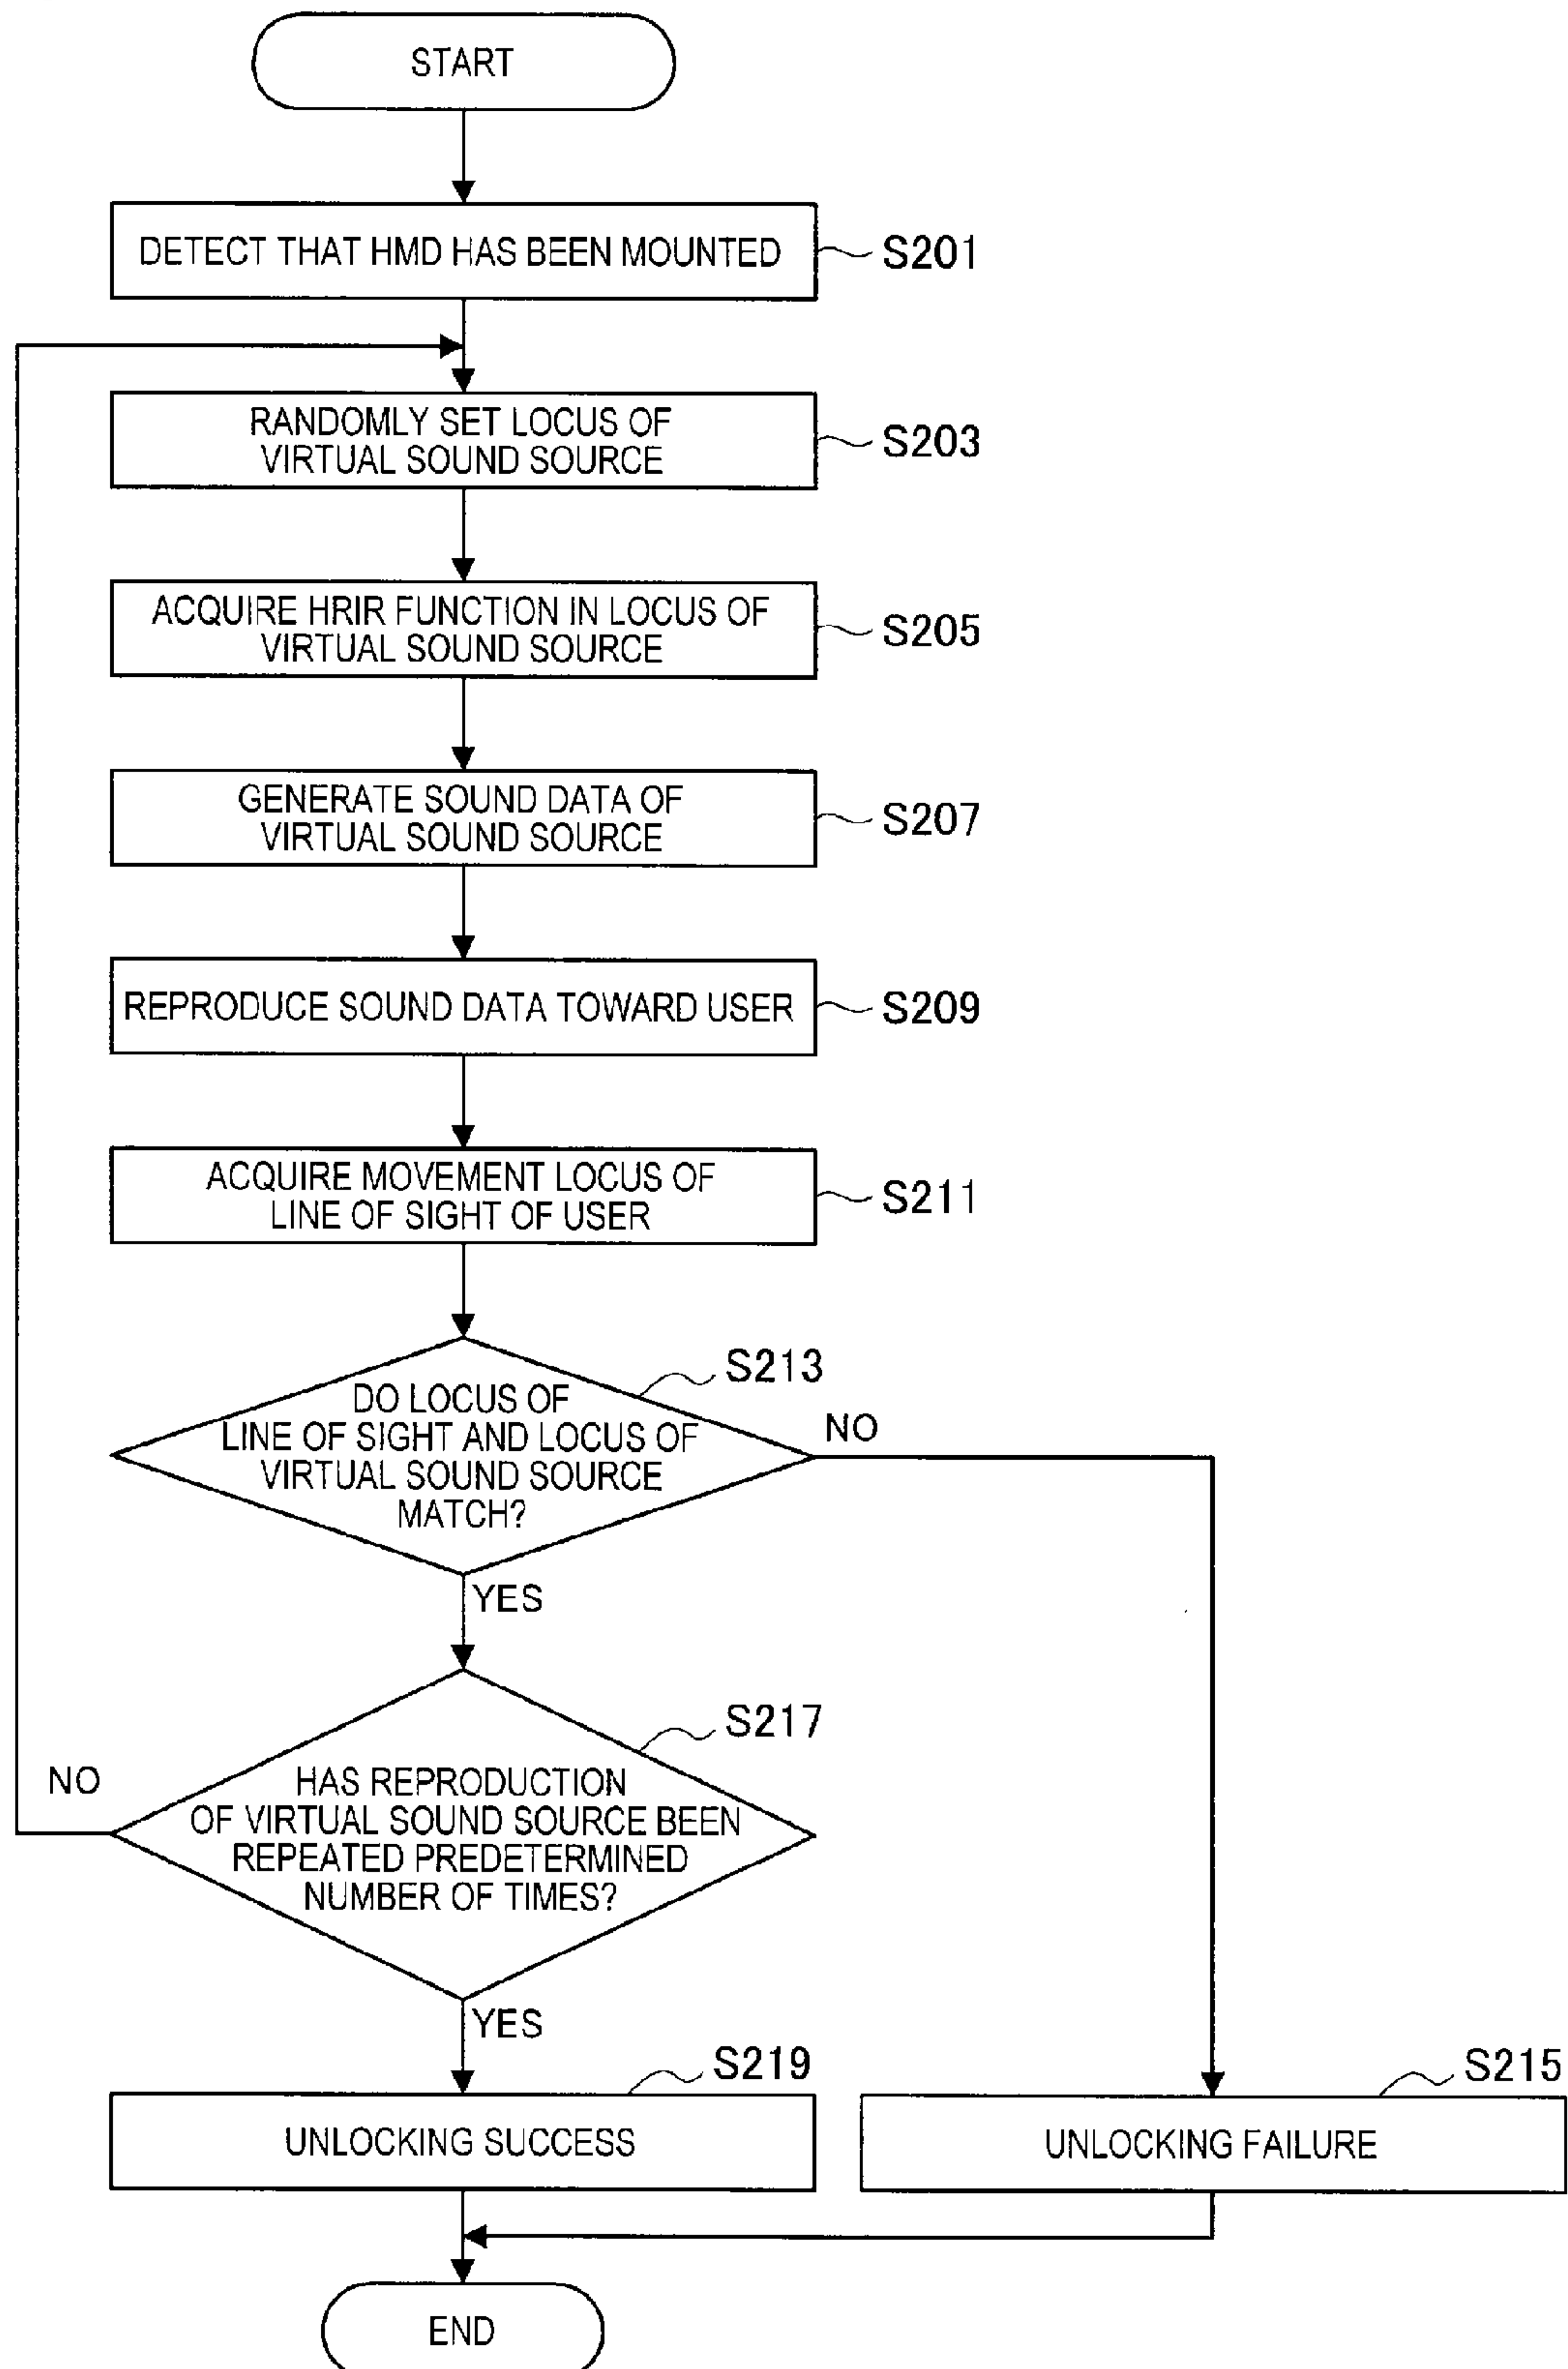 START
DETECT THAT HMD HAS BEEN MOUNTED
S201
RANDOMLY SET LOCUS OF
VIRTUAL SOUND SOURCE
S203
ACQUIRE HRIR FUNCTION IN LOCUS OF
VIRTUAL SOUND SOURCE
S205
GENERATE SOUND DATA OF
VIRTUAL SOUND SOURCE
S207
REPRODUCE SOUND DATA TOWARD USER
S209
ACQUIRE MOVEMENT LOCUS OF
LINE OF SIGHT OF USER
S211
S213
DO LOCUS OF
LINE OF SIGHT AND LOCUS OF
VIRTUAL SOUND SOURCE
MATCH?
NO
YES
S217
NO
HAS REPRODUCTION
OF VIRTUAL SOUND SOURCE BEEN
REPEATED PREDETERMINED
NUMBER OF TIMES?
YES
S219
UNLOCKING SUCCESS
S215
UNLOCKING FAILURE
END